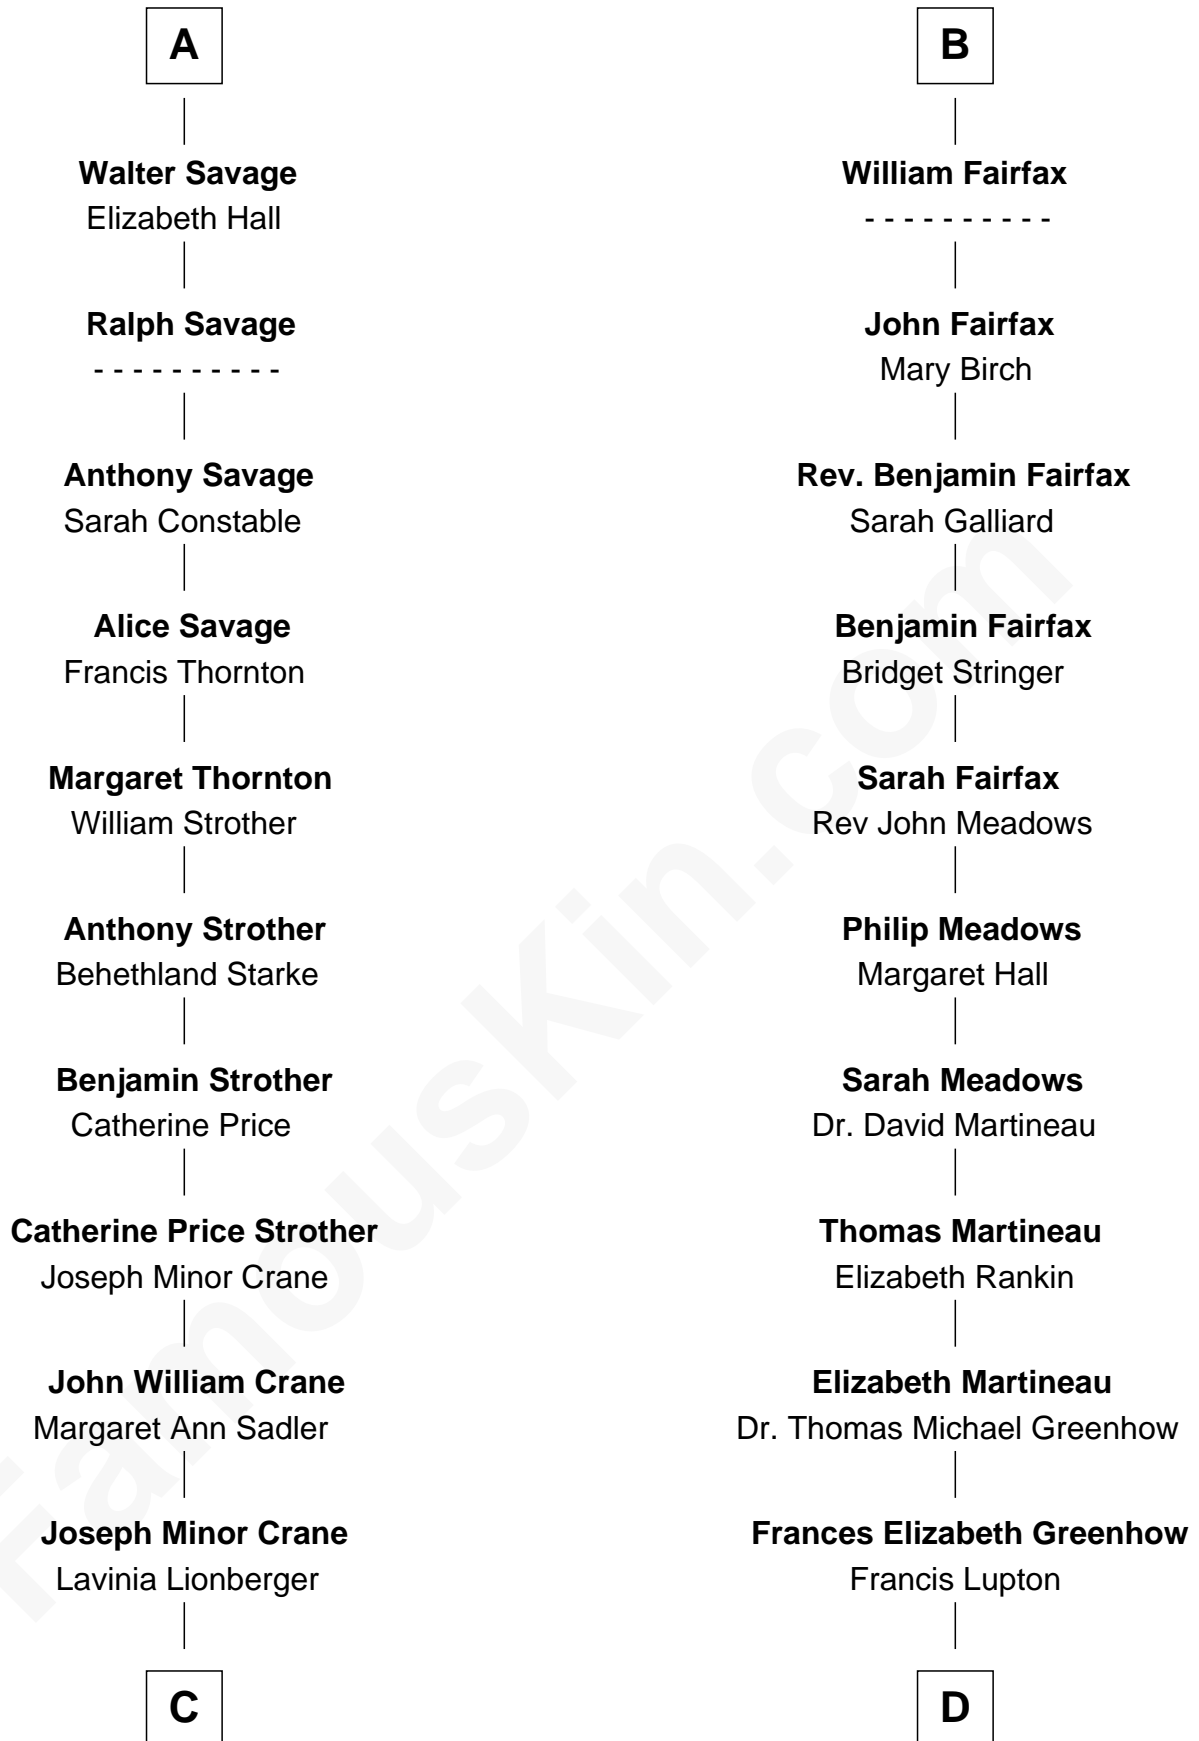 A
Walter Savage
Elizabeth Hall
Ralph Savage
- - - - - - - - - -
Anthony Savage
Sarah Constable
Alice Savage
Francis Thornton
Margaret Thornton
William Strother
Anthony Strother
Behethland Starke
Benjamin Strother
Catherine Price
Catherine Price Strother
Joseph Minor Crane
John William Crane
Margaret Ann Sadler
Joseph Minor Crane
Lavinia Lionberger
C
B
William Fairfax
- - - - - - - - - -
John Fairfax
Mary Birch
Rev. Benjamin Fairfax
Sarah Galliard
Benjamin Fairfax
Bridget Stringer
Sarah Fairfax
Rev John Meadows
Philip Meadows
Margaret Hall
Sarah Meadows
Dr. David Martineau
Thomas Martineau
Elizabeth Rankin
Elizabeth Martineau
Dr. Thomas Michael Greenhow
Frances Elizabeth Greenhow
Francis Lupton
D
FamousKin.com